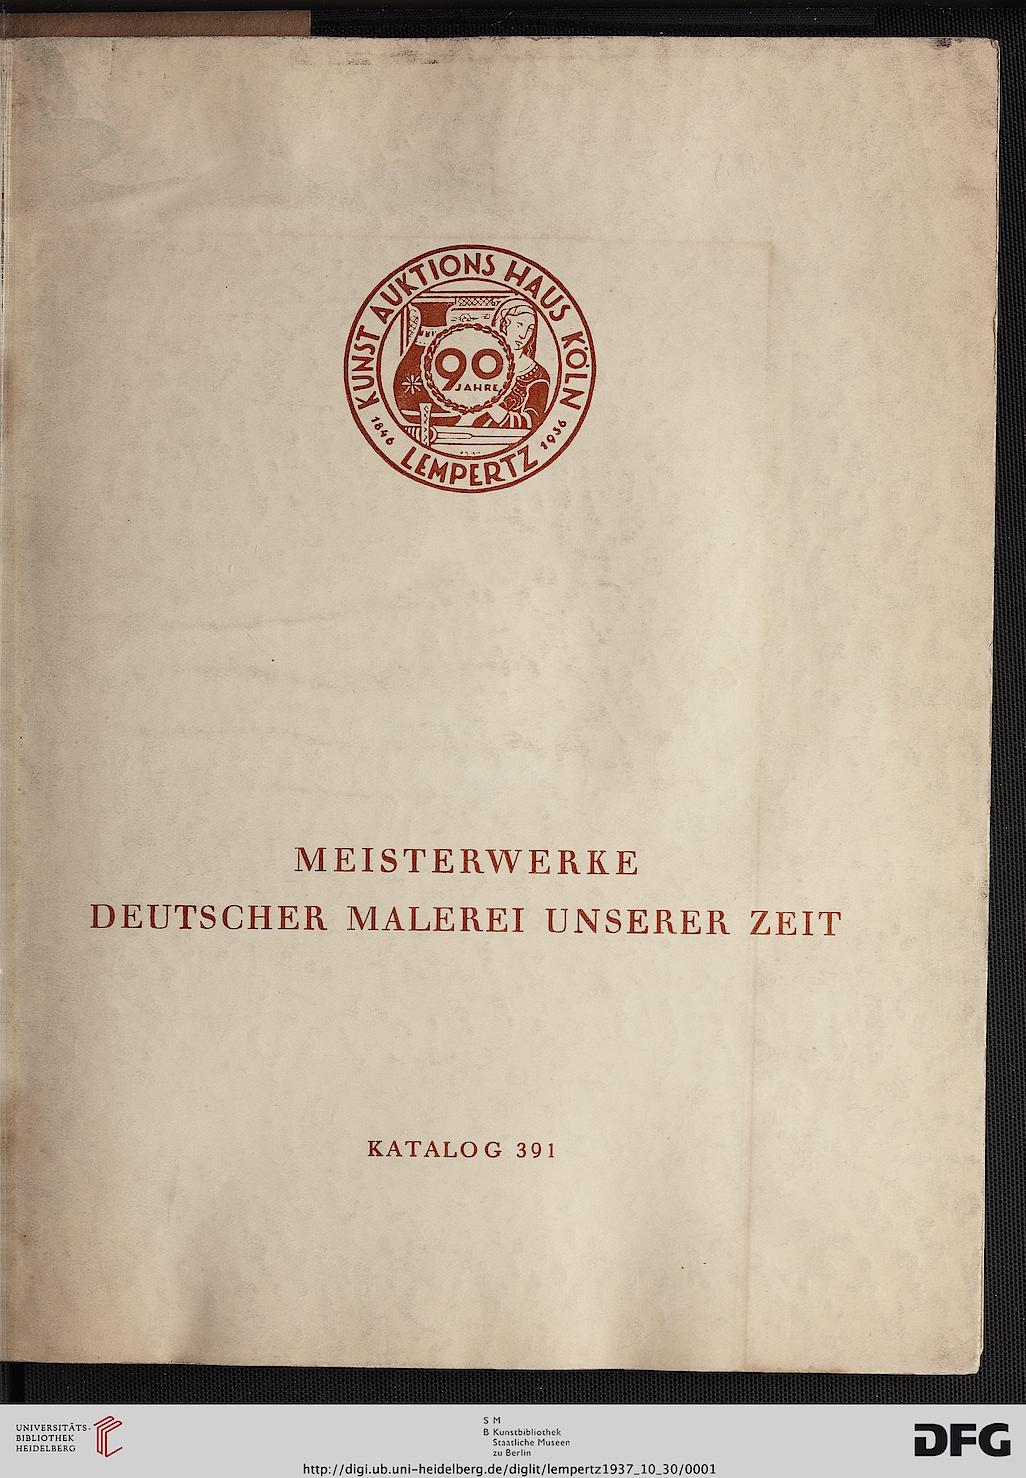 KUNST AUKTIONS HAUS KÖLN
90
JAHRE
1846
1936
LEMPERTZ
MEISTERWERKE
DEUTSCHER MALEREI UNSERER ZEIT
KATALOG 391
UNIVERSITÄTS-
BIBLIOTHEK
HEIDELBERG
S M
B Kunstbibliothek
Staatliche Museen
zu Berlin
DFG
http://digi.ub.uni-heidelberg.de/diglit/lempertz1937_10_30/0001